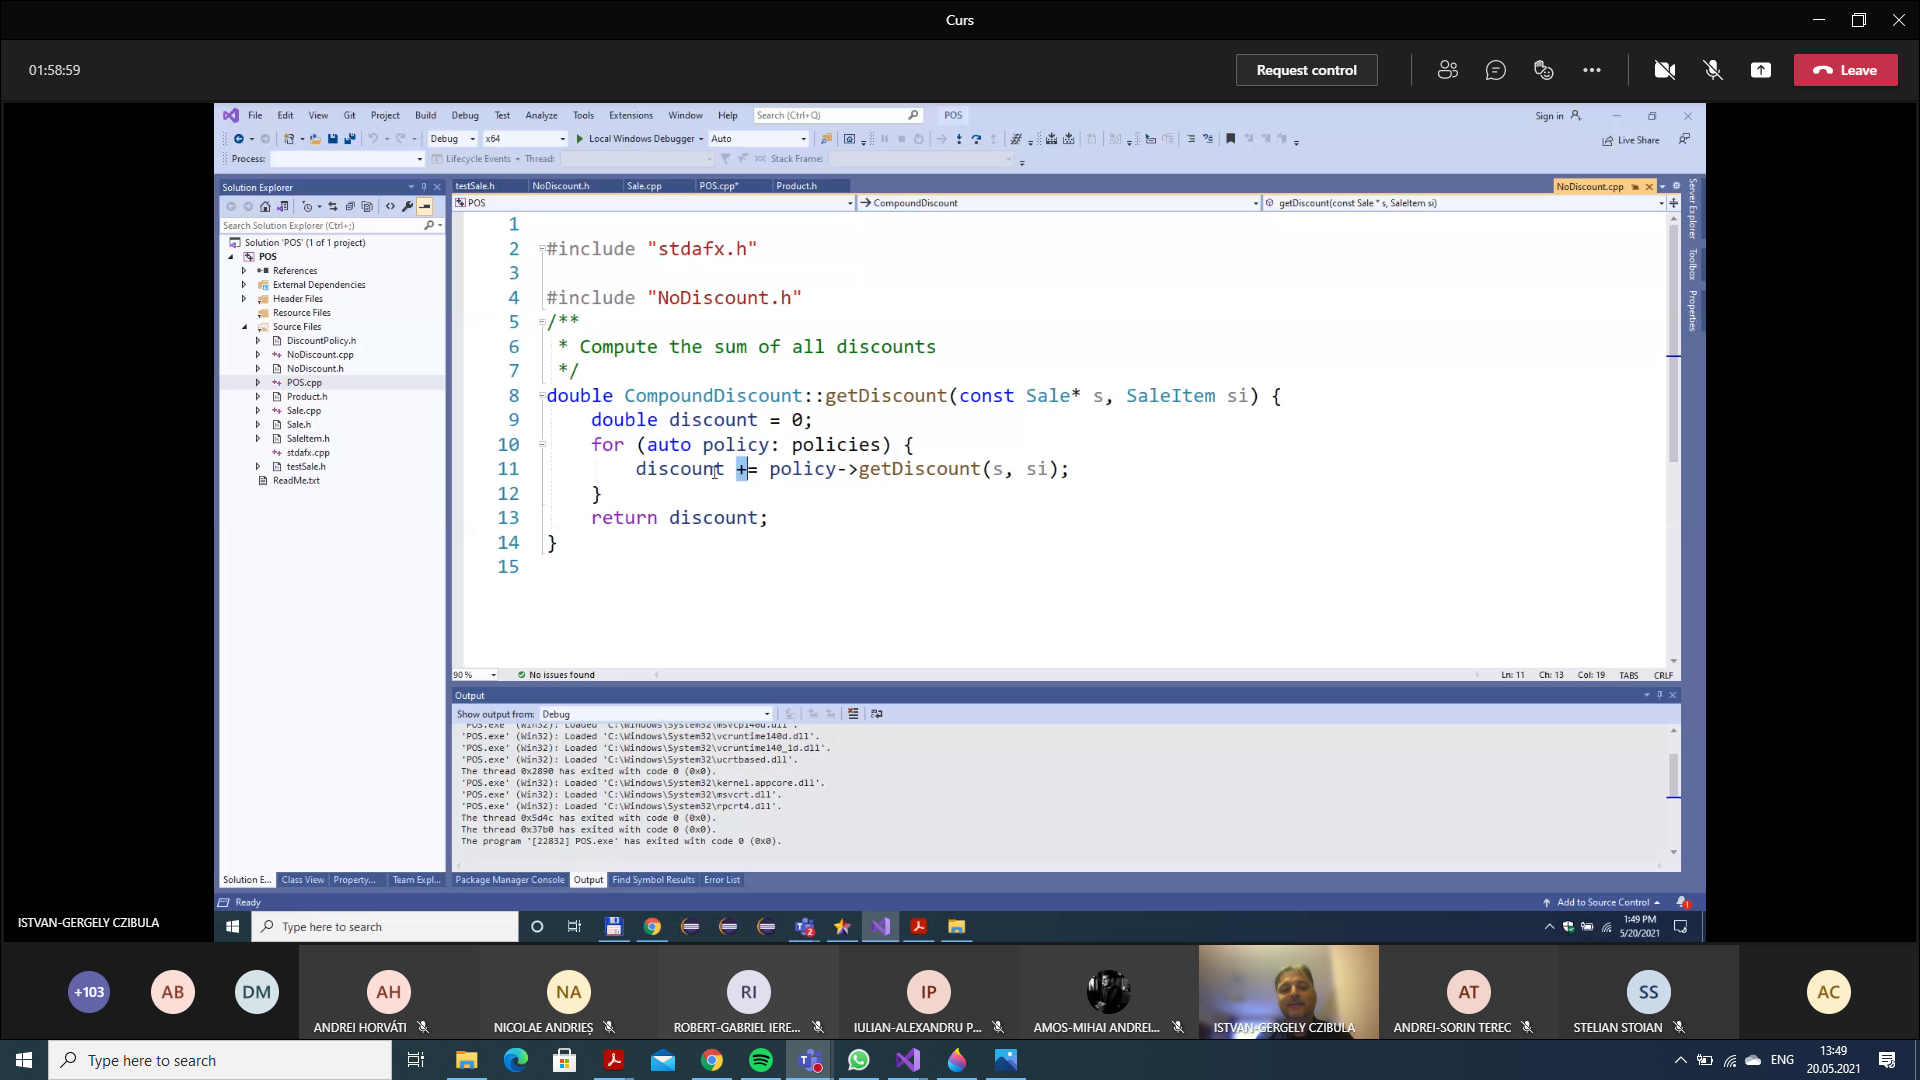 Curs
01:58:59
Request control
Leave
File Edit View Git Project Build Debug Test Analyze Tools Extensions Window Help Search (Ctrl+Q) POS Sign in
Debug x64 Local Windows Debugger Auto Live Share
Process: Lifecycle Events Thread: Stack Frame:
Solution Explorer
Search Solution Explorer (Ctrl+;)
Solution 'POS' (1 of 1 project)
POS
References
External Dependencies
Header Files
Resource Files
Source Files
DiscountPolicy.h
NoDiscount.cpp
NoDiscount.h
POS.cpp
Product.h
Sale.cpp
Sale.h
SaleItem.h
stdafx.cpp
testSale.h
ReadMe.txt
Solution E... Class View Property... Team Expl...
testSale.h NoDiscount.h Sale.cpp POS.cpp* Product.h NoDiscount.cpp
POS CompoundDiscount getDiscount(const Sale * s, SaleItem si)
1
2 #include "stdafx.h"
3
4 #include "NoDiscount.h"
5 /**
6 * Compute the sum of all discounts
7 */
8 double CompoundDiscount::getDiscount(const Sale* s, SaleItem si) {
9 double discount = 0;
10 for (auto policy: policies) {
11 discount += policy->getDiscount(s, si);
12 }
13 return discount;
14 }
15
90 % No issues found Ln: 11 Ch: 13 Col: 19 TABS CRLF
Server Explorer
Toolbox
Properties
Output
Show output from: Debug
'POS.exe' (Win32): Loaded 'C:\Windows\System32\msvcp140d.dll'.
'POS.exe' (Win32): Loaded 'C:\Windows\System32\vcruntime140d.dll'.
'POS.exe' (Win32): Loaded 'C:\Windows\System32\vcruntime140_1d.dll'.
'POS.exe' (Win32): Loaded 'C:\Windows\System32\ucrtbased.dll'.
The thread 0x2890 has exited with code 0 (0x0).
'POS.exe' (Win32): Loaded 'C:\Windows\System32\kernel.appcore.dll'.
'POS.exe' (Win32): Loaded 'C:\Windows\System32\msvcrt.dll'.
'POS.exe' (Win32): Loaded 'C:\Windows\System32\rpcrt4.dll'.
The thread 0x5d4c has exited with code 0 (0x0).
The thread 0x37b0 has exited with code 0 (0x0).
The program '[22832] POS.exe' has exited with code 0 (0x0).
Package Manager Console Output Find Symbol Results Error List
Ready Add to Source Control 1
ISTVAN-GERGELY CZIBULA
Type here to search
2
1:49 PM
5/20/2021
+103 AB DM AH NA RI IP AT SS AC
ANDREI HORVÁTI NICOLAE ANDRIEȘ ROBERT-GABRIEL IERE... IULIAN-ALEXANDRU P... AMOS-MIHAI ANDREI... ISTVAN-GERGELY CZIBULA ANDREI-SORIN TEREC STELIAN STOIAN
Type here to search
ENG
13:49
20.05.2021